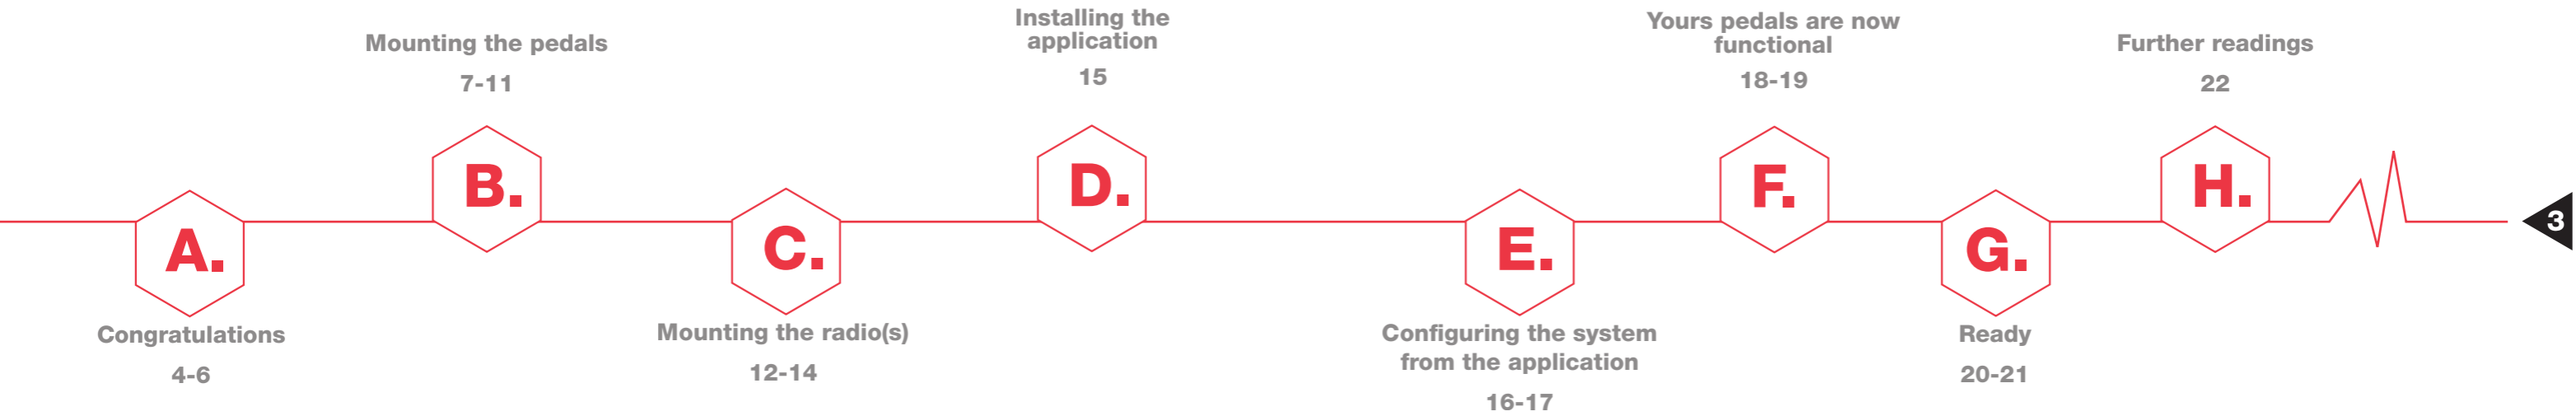 A.
Congratulations
4-6
Mounting the pedals
7-11
B.
C.
Mounting the radio(s)
12-14
Installing the
application
15
D.
E.
Configuring the system
from the application
16-17
Yours pedals are now
functional
18-19
F.
G.
Ready
20-21
Further readings
22
H.
3